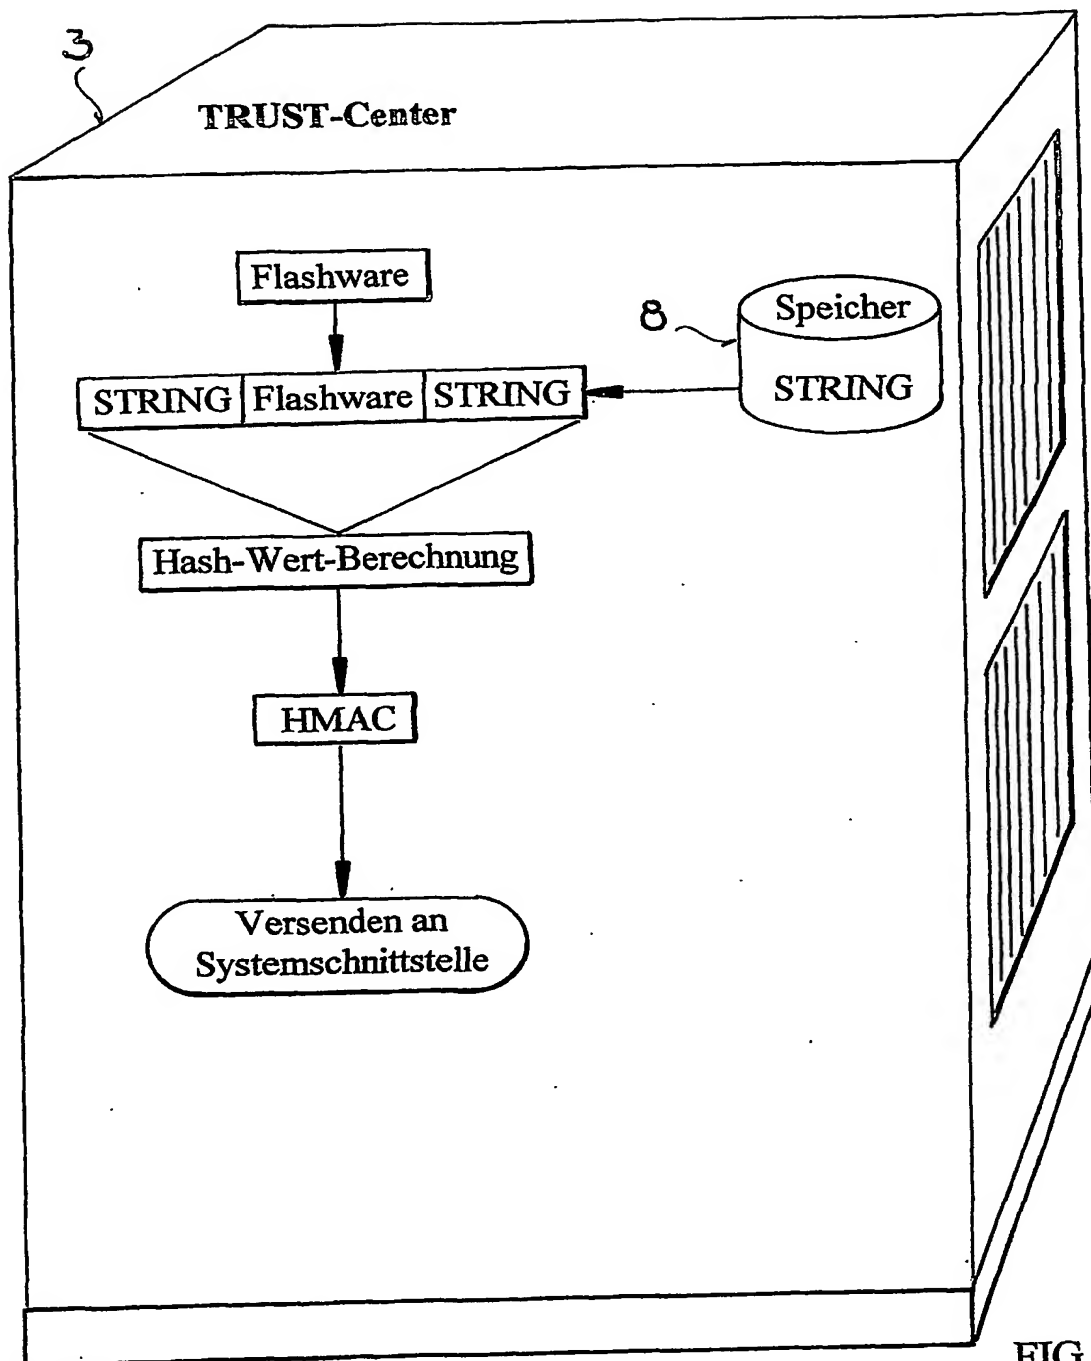 3
TRUST-Center
Flashware
8
Speicher
STRING
STRING Flashware STRING
Hash-Wert-Berechnung
HMAC
Versenden an
Systemschnittstelle
FIG